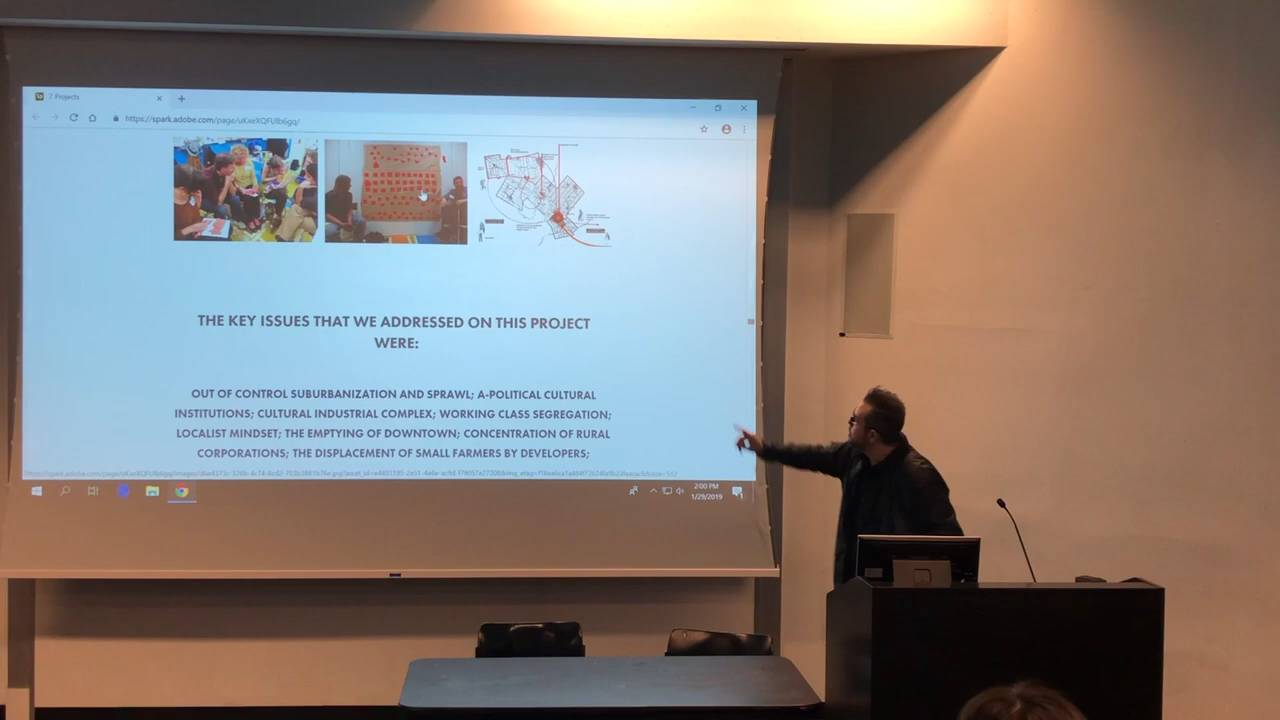 7 Projects
https://spark.adobe.com/page/uKxeXQFUlb6gq/
THE KEY ISSUES THAT WE ADDRESSED ON THIS PROJECT
WERE:
OUT OF CONTROL SUBURBANIZATION AND SPRAWL; A-POLITICAL CULTURAL
INSTITUTIONS; CULTURAL INDUSTRIAL COMPLEX; WORKING CLASS SEGREGATION;
LOCALIST MINDSET; THE EMPTYING OF DOWNTOWN; CONCENTRATION OF RURAL
CORPORATIONS; THE DISPLACEMENT OF SMALL FARMERS BY DEVELOPERS;
2:00 PM
1/29/2019